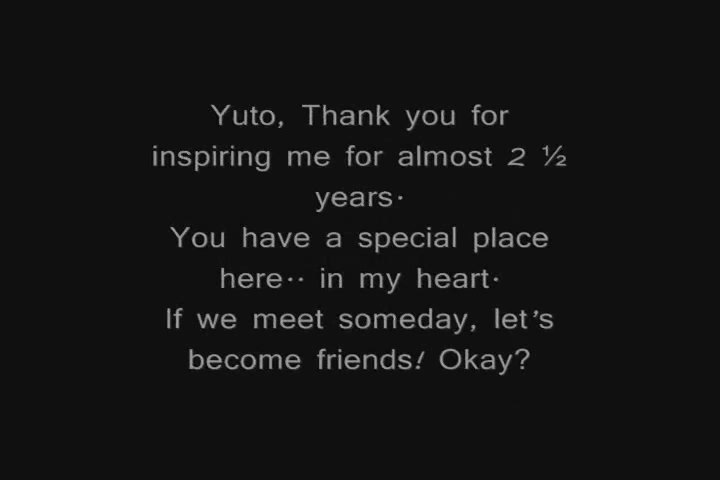 Yuto, Thank you for
inspiring me for almost 2 ½
years·
You have a special place
here·· in my heart·
If we meet someday, let's
become friends! Okay?